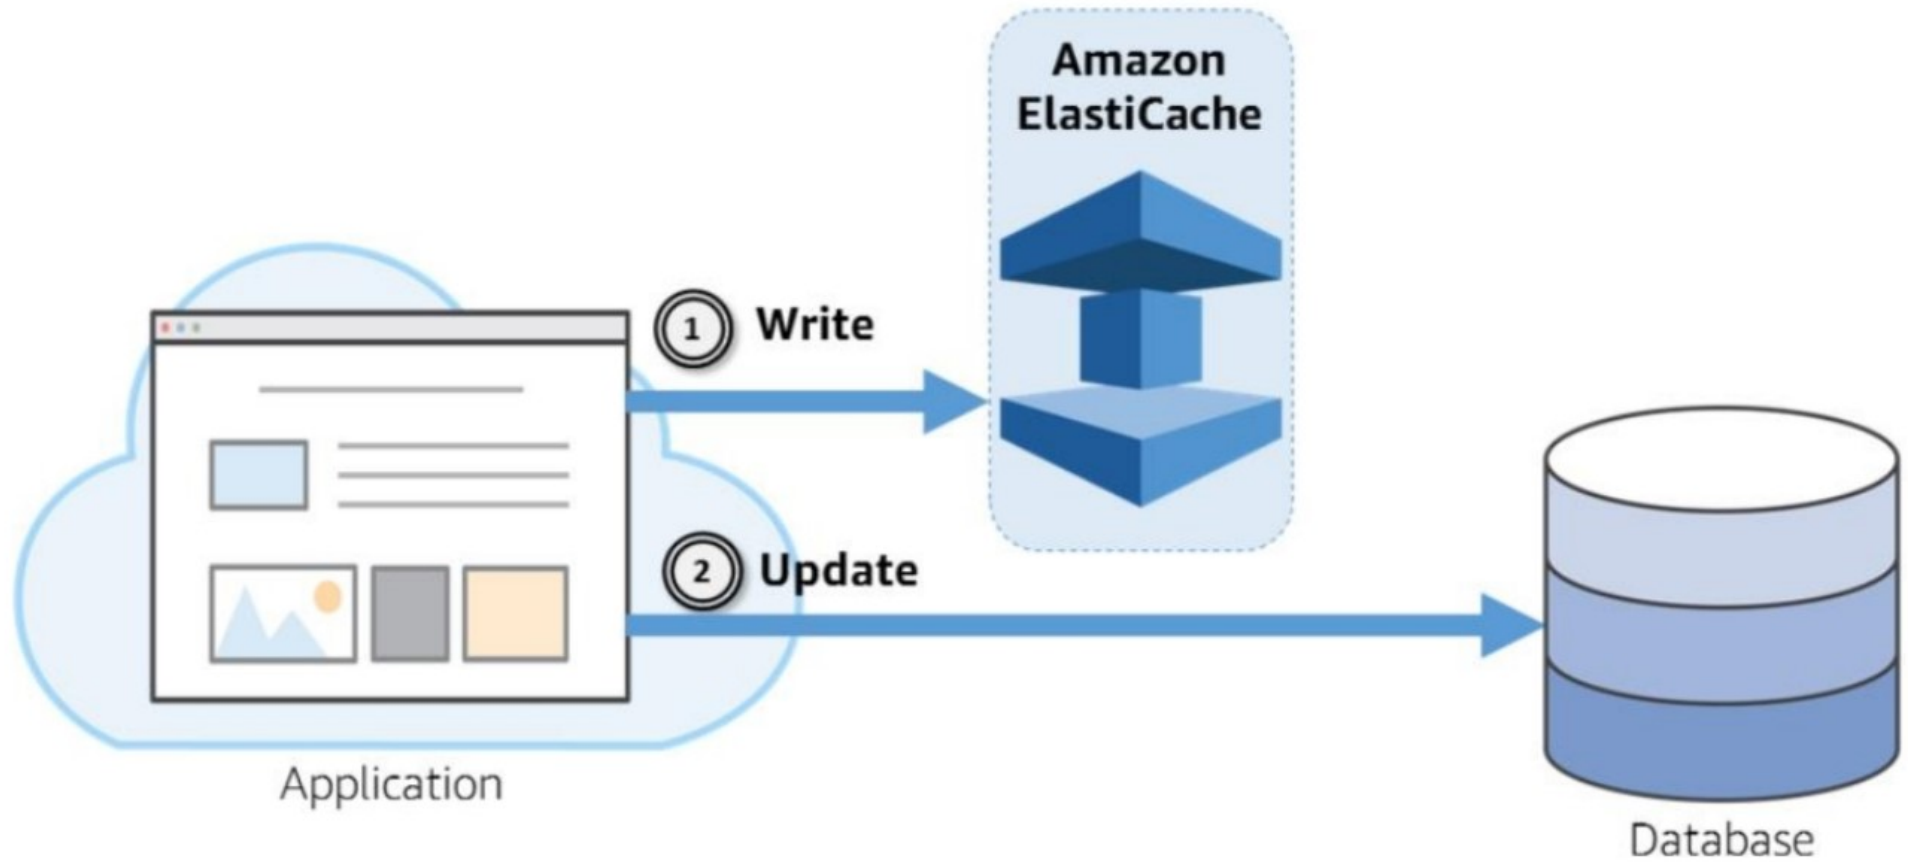 Amazon
ElastiCache
1 Write
2 Update
Application
Database